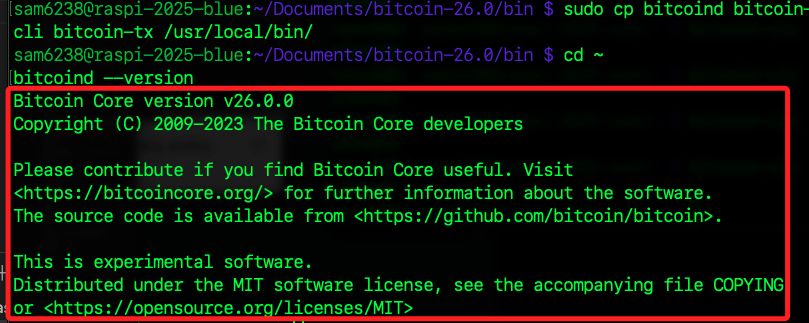 [sam6238@raspi-2025-blue:~/Documents/bitcoin-26.0/bin $ sudo cp bitcoind bitcoin-
cli bitcoin-tx /usr/local/bin/
sam6238@raspi-2025-blue:~/Documents/bitcoin-26.0/bin $ cd ~
[bitcoind --version
Bitcoin Core version v26.0.0
Copyright (C) 2009-2023 The Bitcoin Core developers
Please contribute if you find Bitcoin Core useful. Visit
<https://bitcoincore.org/> for further information about the software.
The source code is available from <https://github.com/bitcoin/bitcoin>.
This is experimental software.
Distributed under the MIT software license, see the accompanying file COPYING
or <https://opensource.org/licenses/MIT>